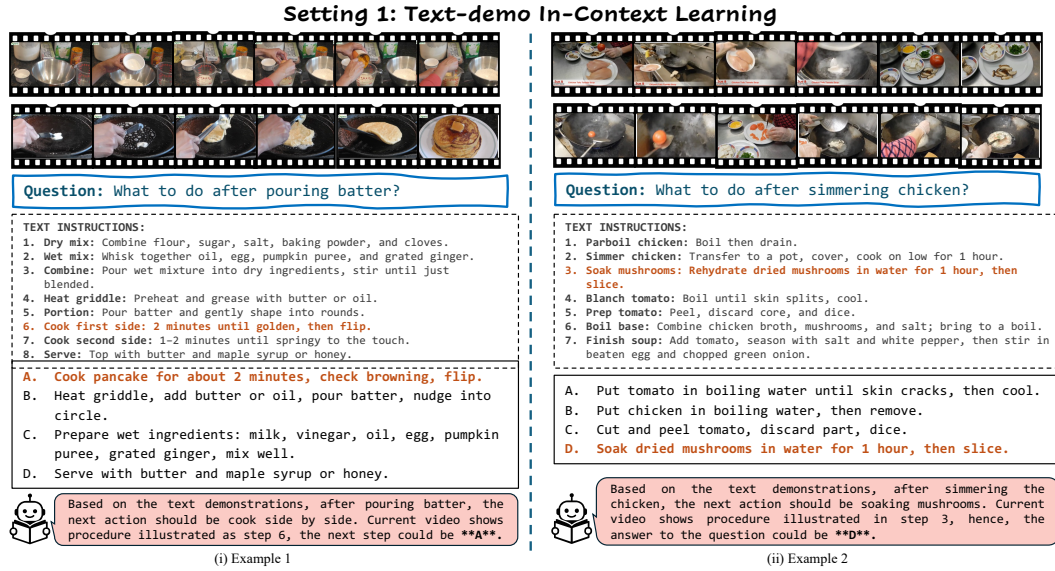 Setting 1: Text-demo In-Context Learning
Question: What to do after pouring batter?
TEXT INSTRUCTIONS:
1. Dry mix: Combine flour, sugar, salt, baking powder, and cloves.
2. Wet mix: Whisk together oil, egg, pumpkin puree, and grated ginger.
3. Combine: Pour wet mixture into dry ingredients, stir until just
blended.
4. Heat griddle: Preheat and grease with butter or oil.
5. Portion: Pour batter and gently shape into rounds.
6. Cook first side: 2 minutes until golden, then flip.
7. Cook second side: 1–2 minutes until springy to the touch.
8. Serve: Top with butter and maple syrup or honey.
A. Cook pancake for about 2 minutes, check browning, flip.
B. Heat griddle, add butter or oil, pour batter, nudge into
circle.
C. Prepare wet ingredients: milk, vinegar, oil, egg, pumpkin
puree, grated ginger, mix well.
D. Serve with butter and maple syrup or honey.
Based on the text demonstrations, after pouring batter, the
next action should be cook side by side. Current video shows
procedure illustrated as step 6, the next step could be **A**.
(i) Example 1
Question: What to do after simmering chicken?
TEXT INSTRUCTIONS:
1. Parboil chicken: Boil then drain.
2. Simmer chicken: Transfer to a pot, cover, cook on low for 1 hour.
3. Soak mushrooms: Rehydrate dried mushrooms in water for 1 hour, then
slice.
4. Blanch tomato: Boil until skin splits, cool.
5. Prep tomato: Peel, discard core, and dice.
6. Boil base: Combine chicken broth, mushrooms, and salt; bring to a boil.
7. Finish soup: Add tomato, season with salt and white pepper, then stir in
beaten egg and chopped green onion.
A. Put tomato in boiling water until skin cracks, then cool.
B. Put chicken in boiling water, then remove.
C. Cut and peel tomato, discard part, dice.
D. Soak dried mushrooms in water for 1 hour, then slice.
Based on the text demonstrations, after simmering the
chicken, the next action should be soaking mushrooms. Current
video shows procedure illustrated in step 3, hence, the
answer to the question could be **D**.
(ii) Example 2